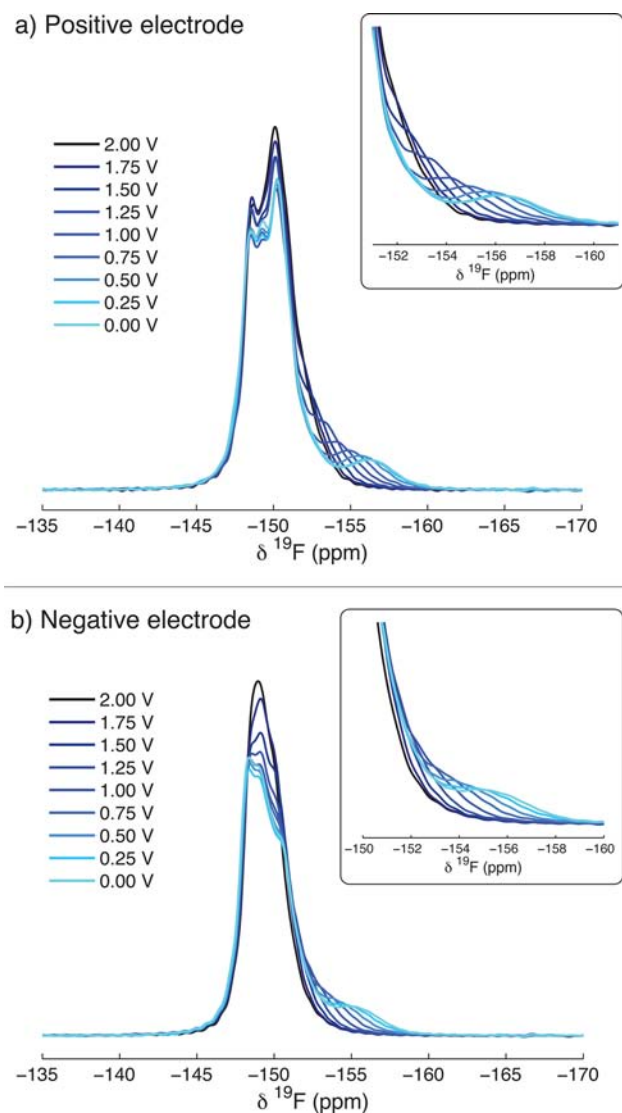 a) Positive electrode
2.00 V
1.75 V
1.50 V
1.25 V
1.00 V
0.75 V
0.50 V
0.25 V
0.00 V
−152 −154 −156 −158 −160
δ ¹⁹F (ppm)
−135 −140 −145 −150 −155 −160 −165 −170
δ ¹⁹F (ppm)
b) Negative electrode
2.00 V
1.75 V
1.50 V
1.25 V
1.00 V
0.75 V
0.50 V
0.25 V
0.00 V
−150 −152 −154 −156 −158 −160
δ ¹⁹F (ppm)
−135 −140 −145 −150 −155 −160 −165 −170
δ ¹⁹F (ppm)